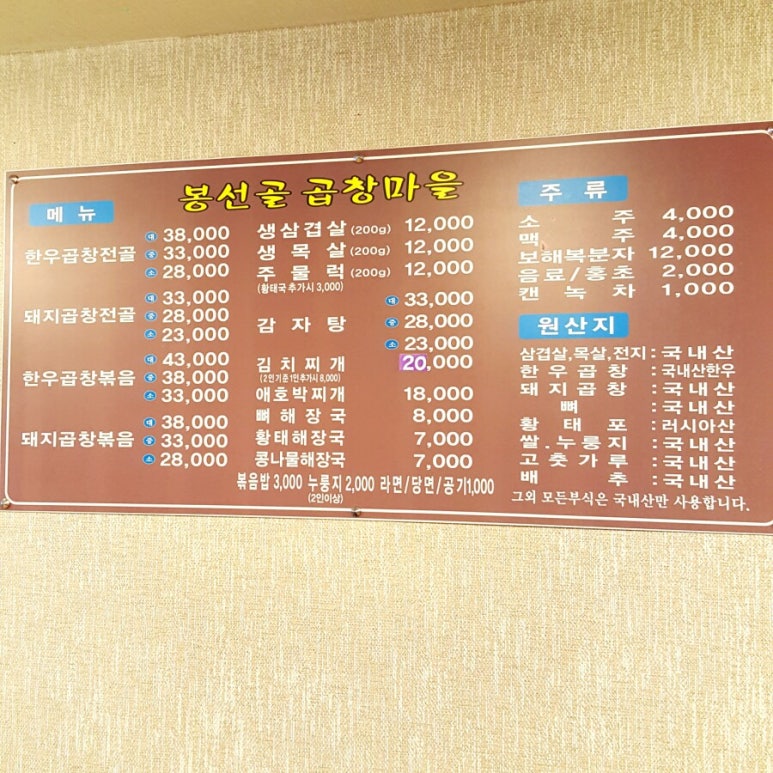 봉선골 곱창마을
메 뉴
한우곱창전골 대 38,000
중 33,000
소 28,000
돼지곱창전골 대 33,000
중 28,000
소 23,000
한우곱창볶음 대 43,000
중 38,000
소 33,000
돼지곱창볶음 대 38,000
중 33,000
소 28,000
생삼겹살 (200g) 12,000
생 목 살 (200g) 12,000
주 물 럭 (200g) 12,000
(황태국추가시 3,000)
감 자 탕 대 33,000
중 28,000
소 23,000
김치찌개 20,000
(2인기준1인추가시 8,000)
애호박찌개 18,000
뼈 해 장 국 8,000
황태해장국 7,000
콩나물해장국 7,000
볶음밥 3,000 누룽지 2,000 라면/당면/공기1,000
(2인이상)
주 류
소 주 4,000
맥 주 4,000
보해복분자 12,000
음료/홍초 2,000
캔 녹 차 1,000
원산지
삼겹살,목살,전지 : 국내산
한 우 곱 창 : 국내산한우
돼 지 곱 창 : 국내산
뼈 : 국내산
황 태 포 : 러시아산
쌀.누룽지 : 국내산
고 춧 가 루 : 국내산
배 추 : 국내산
그외 모든부식은 국내산만 사용합니다.